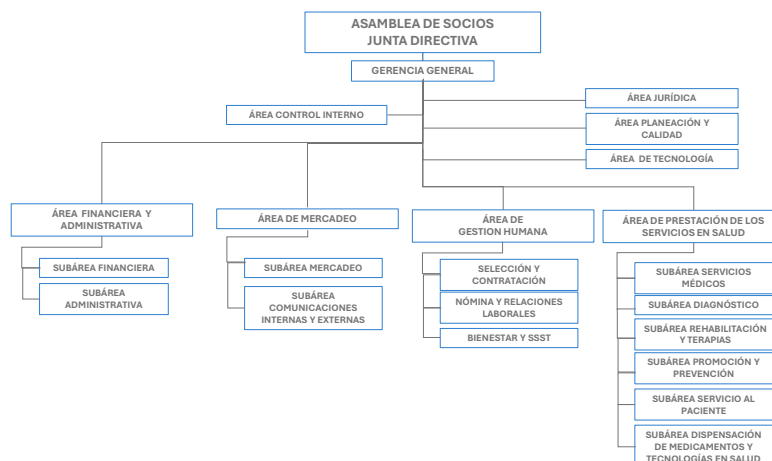 ASAMBLEA DE SOCIOS
JUNTA DIRECTIVA
GERENCIA GENERAL
ÁREA JURÍDICA
ÁREA CONTROL INTERNO
ÁREA PLANEACIÓN Y
CALIDAD
ÁREA  DE TECNOLOGÍA
ÁREA  FINANCIERA Y
ADMINISTRATIVA
ÁREA DE MERCADEO
ÁREA DE
GESTION HUMANA
ÁREA DE PRESTACIÓN DE LOS
SERVICIOS EN SALUD
SUBÁREA FINANCIERA
SUBÁREA
ADMINISTRATIVA
SUBÁREA MERCADEO
SUBÁREA
COMUNICACIONES
INTERNAS Y EXTERNAS
SELECCIÓN Y
CONTRATACIÓN
NÓMINA Y RELACIONES
LABORALES
BIENESTAR Y SSST
SUBÁREA SERVICIOS
MÉDICOS
SUBÁREA DIAGNÓSTICO
SUBÁREA REHABILITACIÓN
Y TERAPIAS
SUBÁREA PROMOCIÓN Y
PREVENCIÓN
SUBÁREA SERVICIO AL
PACIENTE
SUBÁREA DISPENSACIÓN
DE MEDICAMENTOS Y
TECNOLOGÍAS EN SALUD